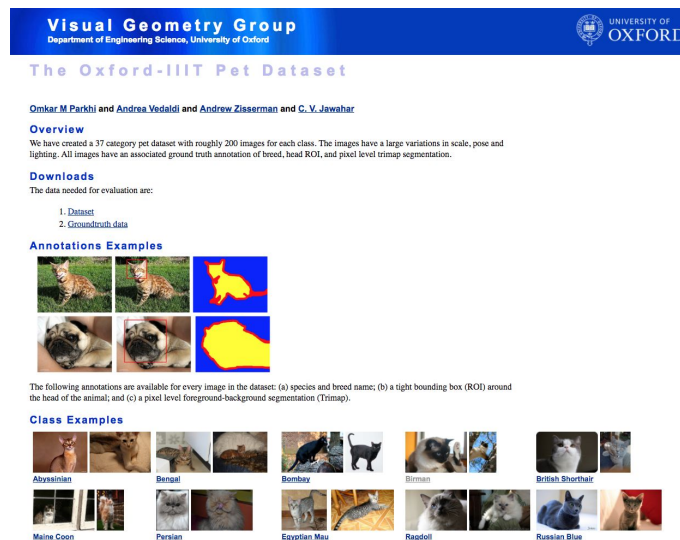 Visual Geometry Group
Department of Engineering Science, University of Oxford
UNIVERSITY OF
OXFORD
The Oxford-IIIT Pet Dataset
Omkar M Parkhi and Andrea Vedaldi and Andrew Zisserman and C. V. Jawahar
Overview
We have created a 37 category pet dataset with roughly 200 images for each class. The images have a large variations in scale, pose and
lighting. All images have an associated ground truth annotation of breed, head ROI, and pixel level trimap segmentation.
Downloads
The data needed for evaluation are:
1. Dataset
2. Groundtruth data
Annotations Examples
The following annotations are available for every image in the dataset: (a) species and breed name; (b) a tight bounding box (ROI) around
the head of the animal; and (c) a pixel level foreground-background segmentation (Trimap).
Class Examples
Abyssinian Bengal Bombay Birman British Shorthair
Maine Coon Persian Egyptian Mau Ragdoll Russian Blue